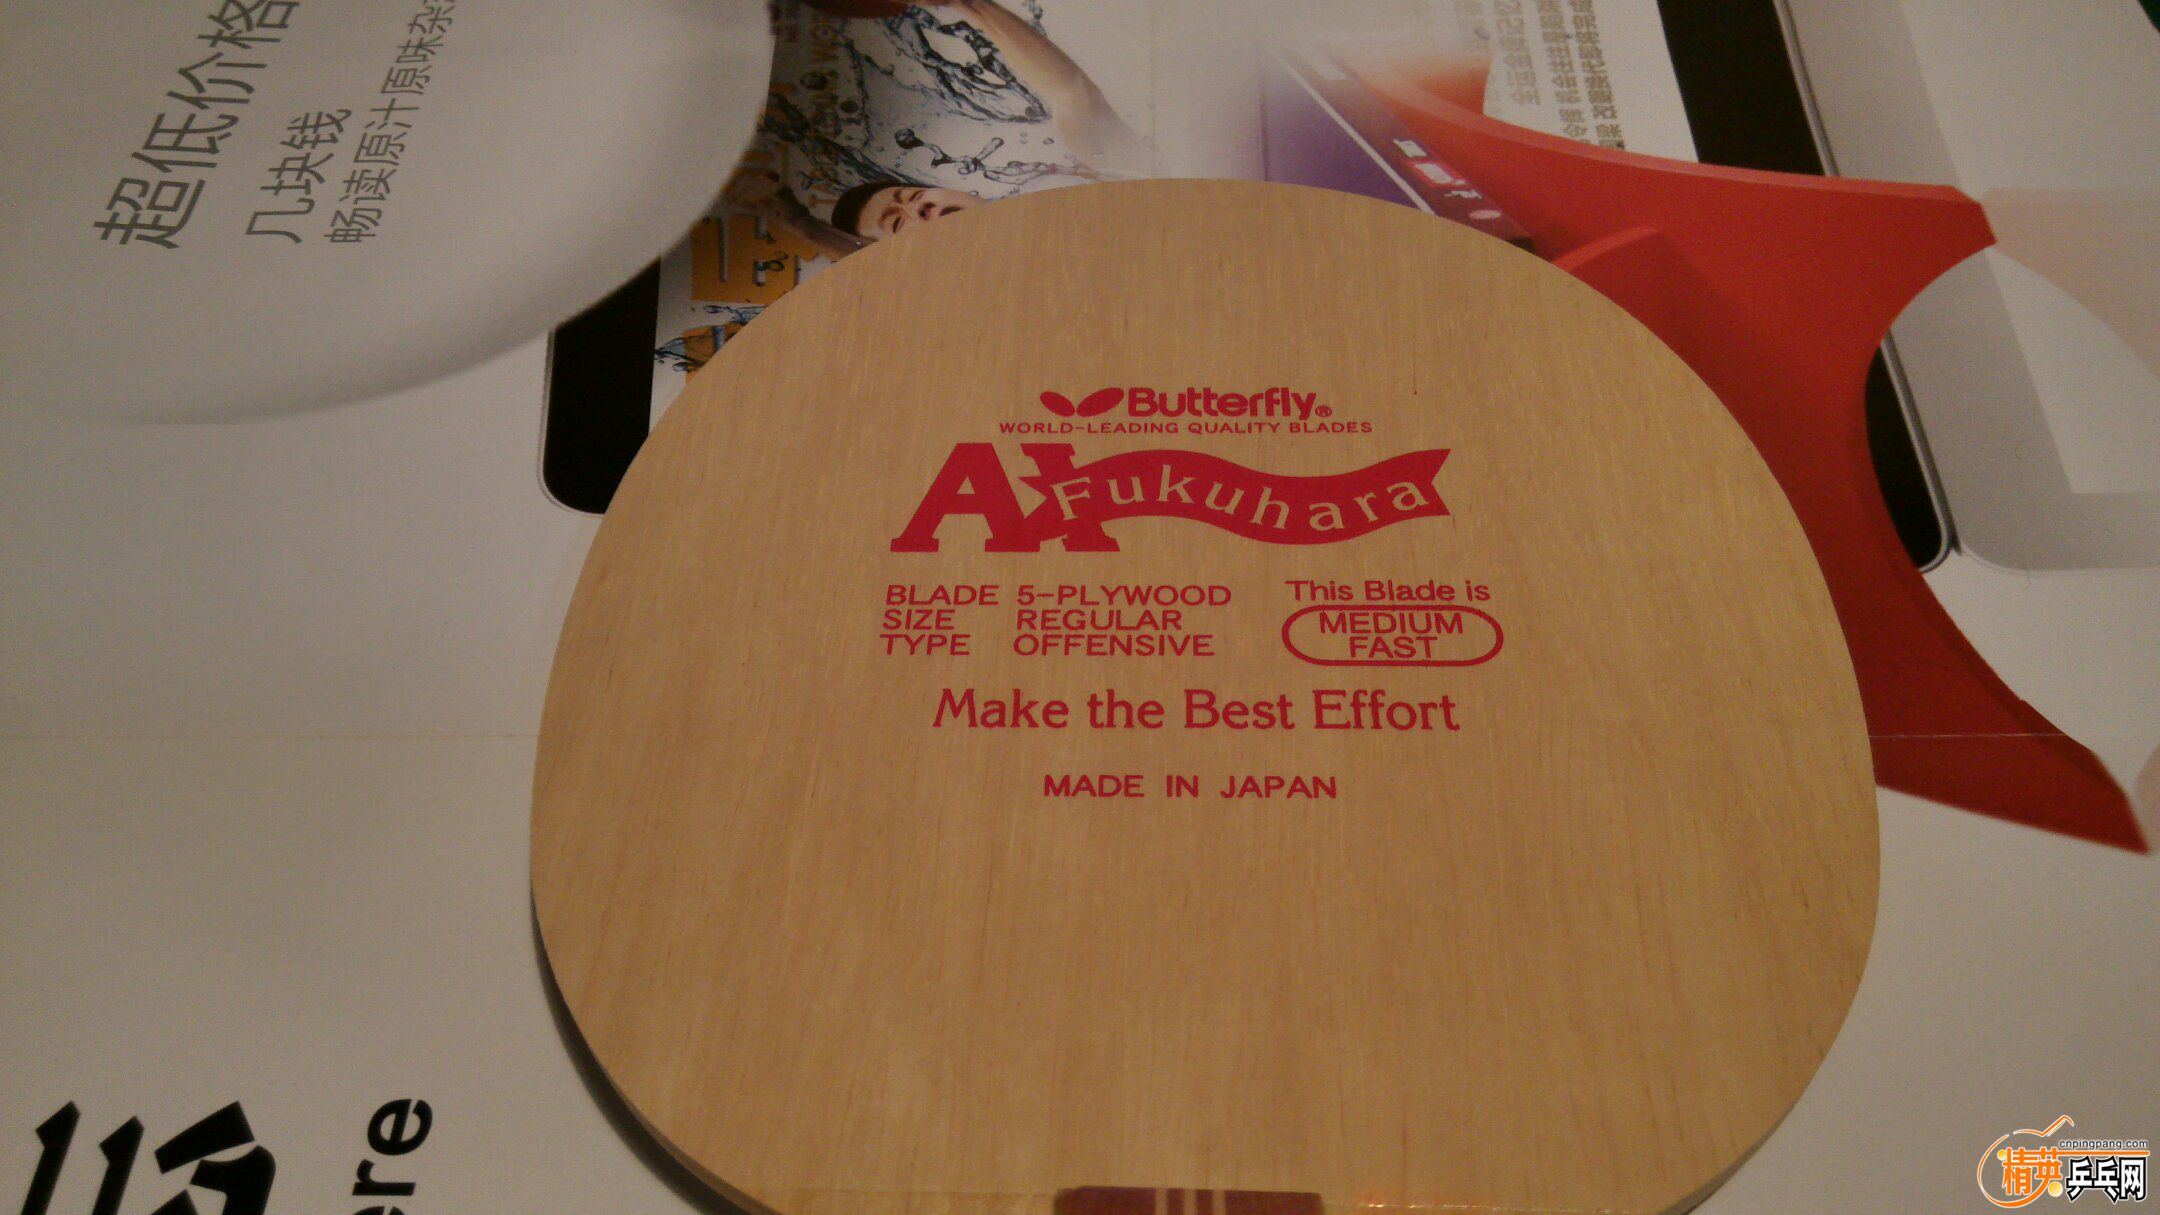 超低价格
几块钱
畅读原汁原味杂
Butterfly®
WORLD-LEADING QUALITY BLADES
AI Fukuhara
BLADE 5-PLYWOOD
SIZE REGULAR
TYPE OFFENSIVE
This Blade is
MEDIUM
FAST
Make the Best Effort
MADE IN JAPAN
ere
cnpingpang.com
精英乒乓网